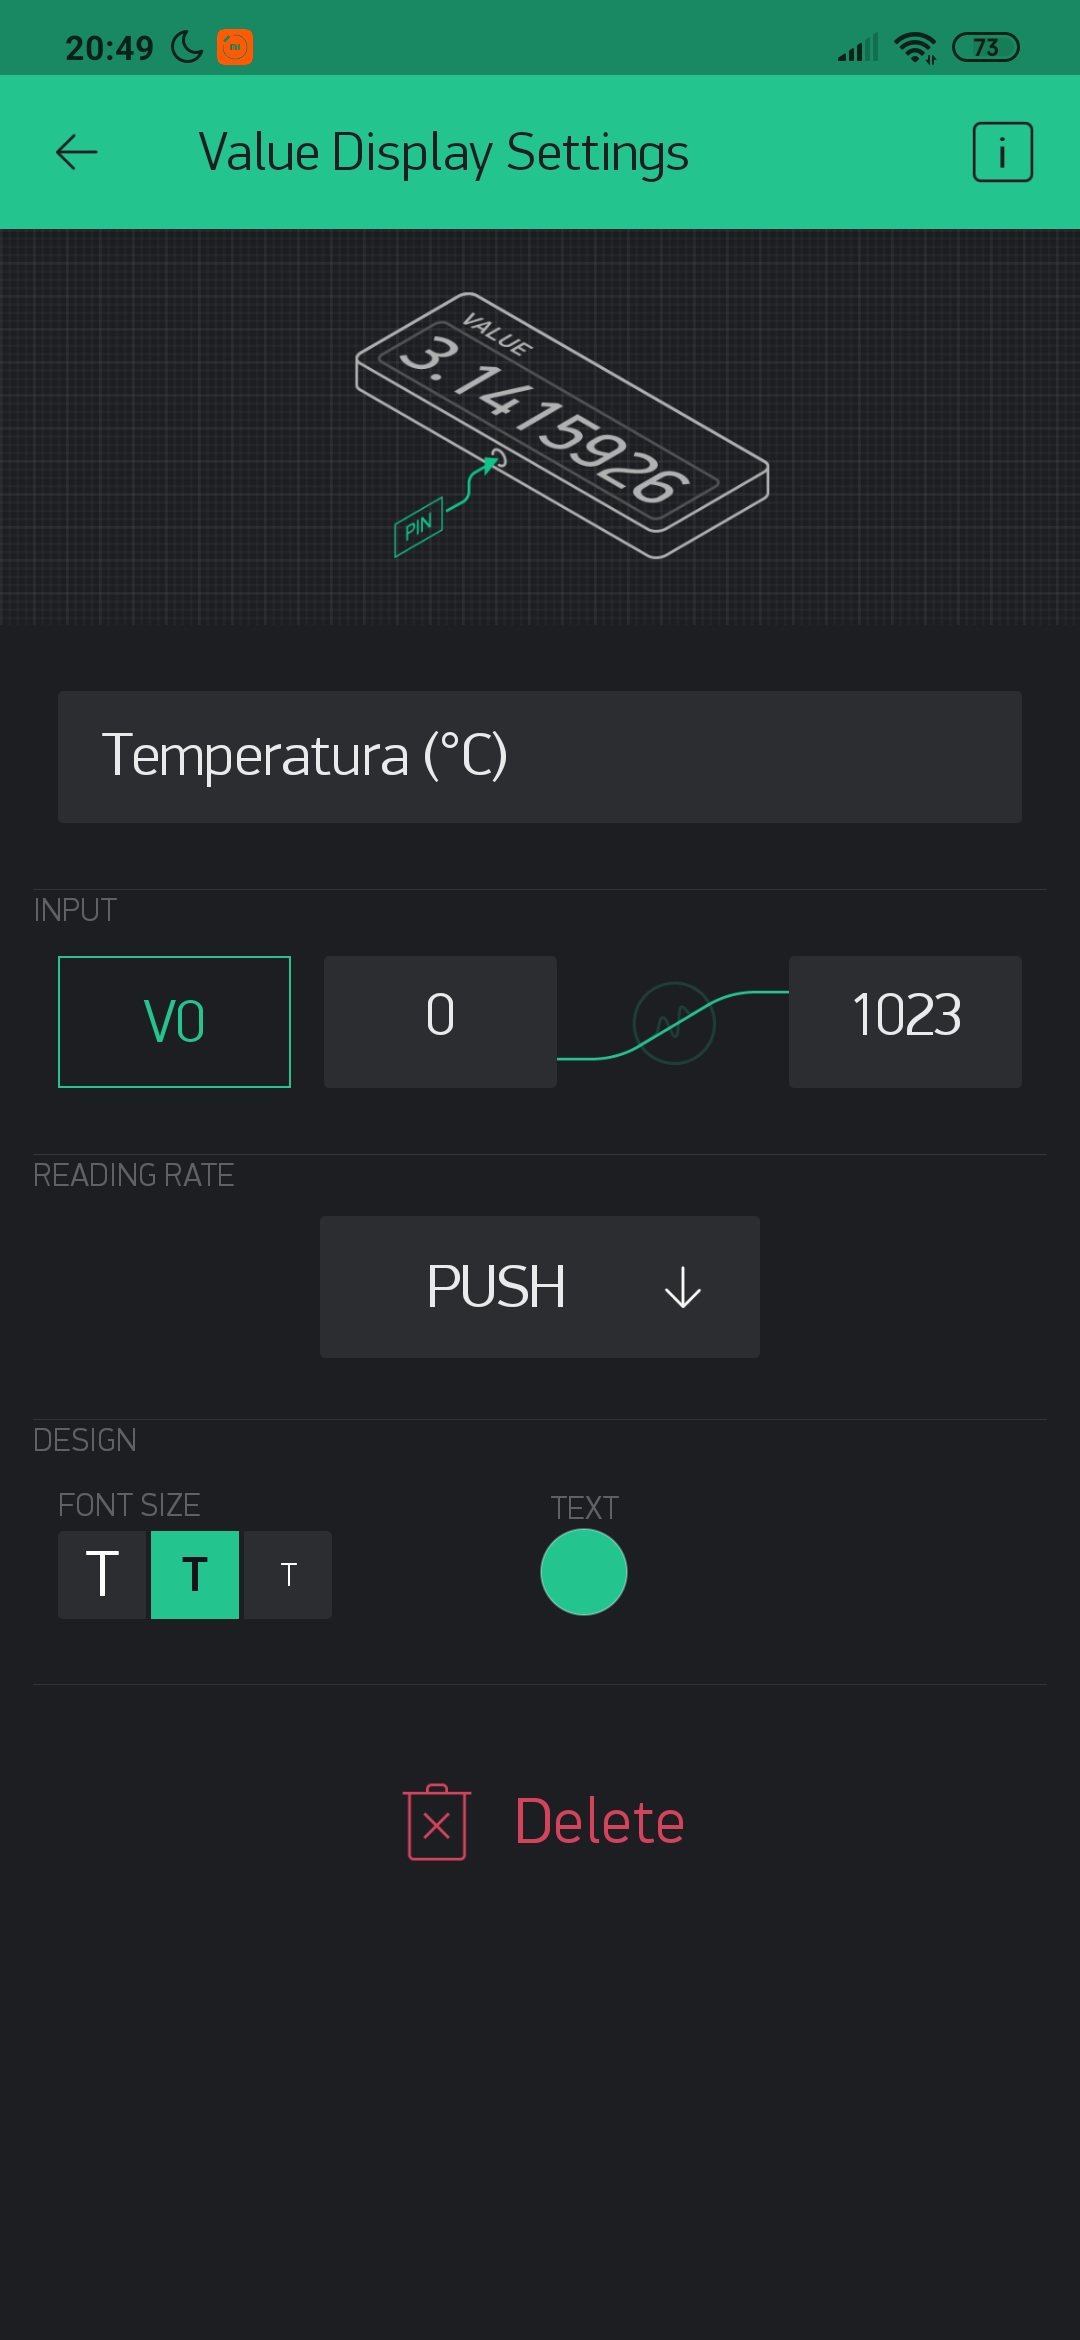 20:49
73
Value Display Settings
i
VALUE
3.1415926
PIN
Temperatura (°C)
INPUT
V0 0 1023
READING RATE
PUSH
DESIGN
FONT SIZE TEXT
T T T
Delete